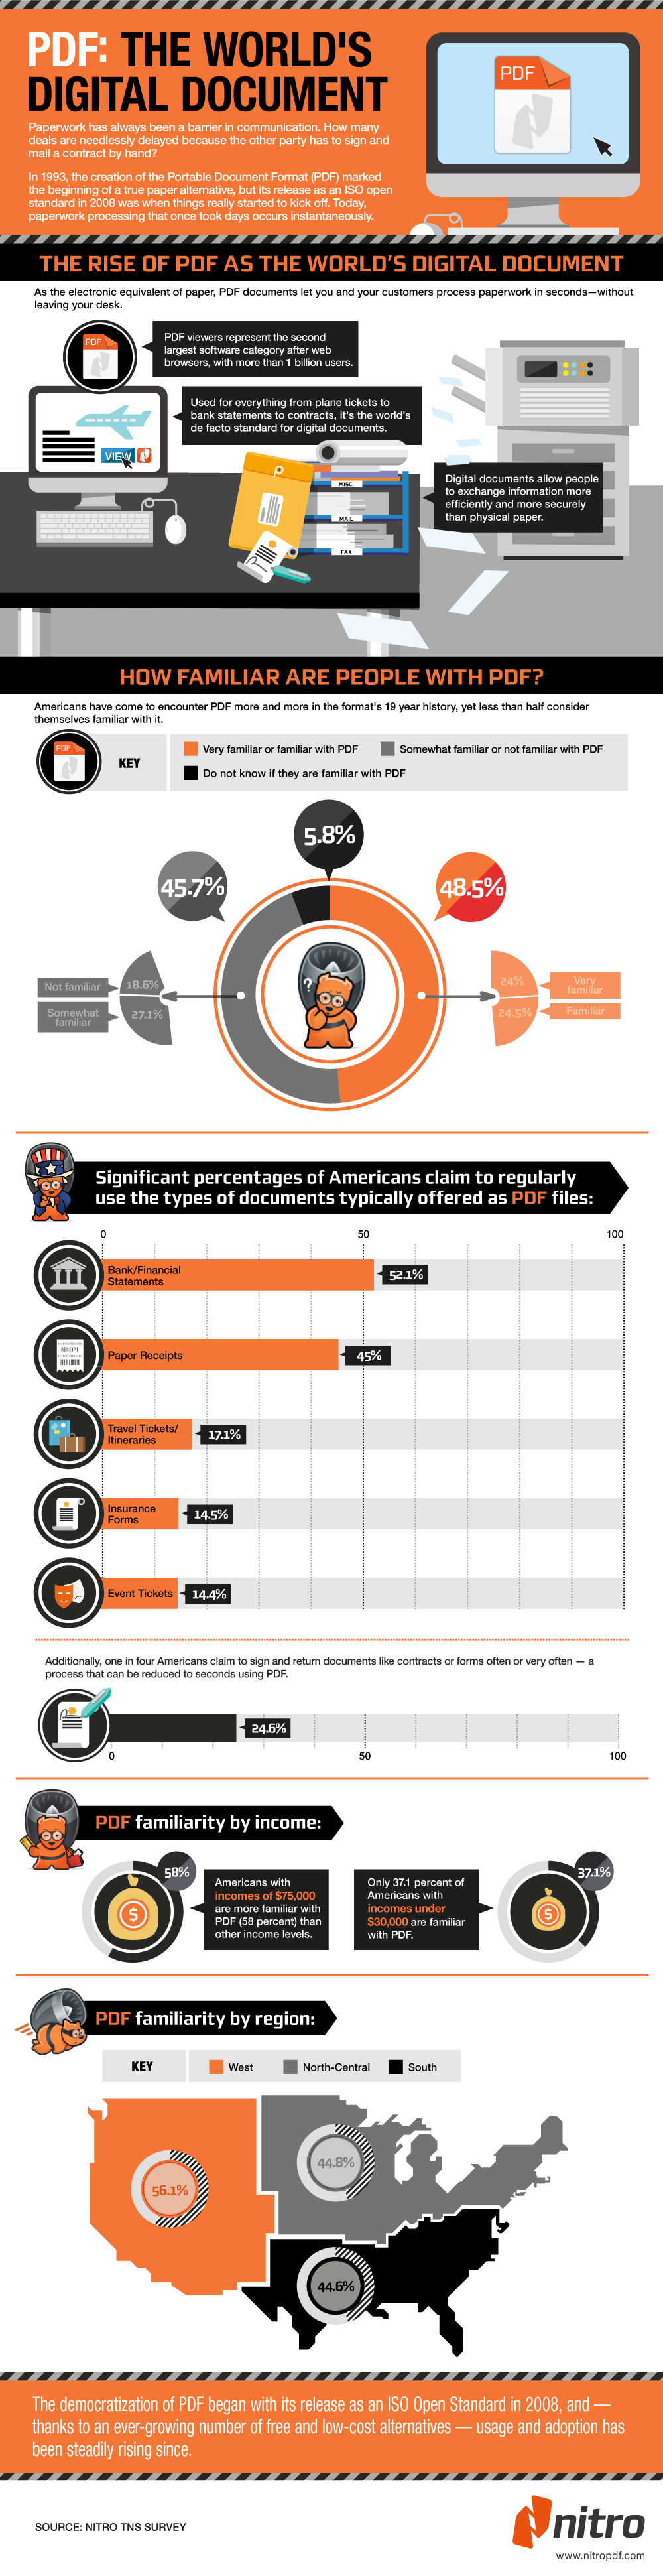 PDF: THE WORLD'S
DIGITAL DOCUMENT
PDF
Paperwork has always been a barrier in communication. How many
deals are needlessly delayed because the other party has to sign and
mail a contract by hand?
In 1993, the creation of the Portable Document Format (PDF) marked
the beginning of a true paper alternative, but its release as an ISO open
standard in 2008 was when things really started to kick off. Today,
paperwork processing that once took days occurs instantaneously.
THE RISE OF PDF AS THE WORLD'S DIGITAL DOCUMENT
As the electronic equivalent of paper, PDF documents let you and your customers process paperwork in seconds—without
leaving your desk.
PDF
PDF viewers represent the second
largest software category after web
browsers, with more than 1 billion users.
Used for everything from plane tickets to
bank statements to contracts, it's the world's
de facto standard for digital documents.
VIEW
MISC.
MAIL
FAX
Digital documents allow people
to exchange information more
efficiently and more securely
than physical paper.
HOW FAMILIAR ARE PEOPLE WITH PDF?
Americans have come to encounter PDF more and more in the format's 19 year history, yet less than half consider
themselves familiar with it.
PDF
KEY
Very familiar or familiar with PDF
Somewhat familiar or not familiar with PDF
Do not know if they are familiar with PDF
5.8%
45.7%
48.5%
Not familiar
18.6%
Somewhat
familiar
27.1%
?
24%
Very
familiar
24.5%
Familiar
Significant percentages of Americans claim to regularly
use the types of documents typically offered as PDF files:
0 50 100
Bank/Financial
Statements
52.1%
RECEIPT
Paper Receipts
45%
Travel Tickets/
Itineraries
17.1%
Insurance
Forms
14.5%
Event Tickets
14.4%
Additionally, one in four Americans claim to sign and return documents like contracts or forms often or very often — a
process that can be reduced to seconds using PDF.
24.6%
0 50 100
PDF familiarity by income:
58%
$
Americans with
incomes of $75,000
are more familiar with
PDF (58 percent) than
other income levels.
Only 37.1 percent of
Americans with
incomes under
$30,000 are familiar
with PDF.
37.1%
$
PDF familiarity by region:
KEY
West
North-Central
South
56.1%
44.8%
44.6%
The democratization of PDF began with its release as an ISO Open Standard in 2008, and —
thanks to an ever-growing number of free and low-cost alternatives — usage and adoption has
been steadily rising since.
SOURCE: NITRO TNS SURVEY
nitro
www.nitropdf.com